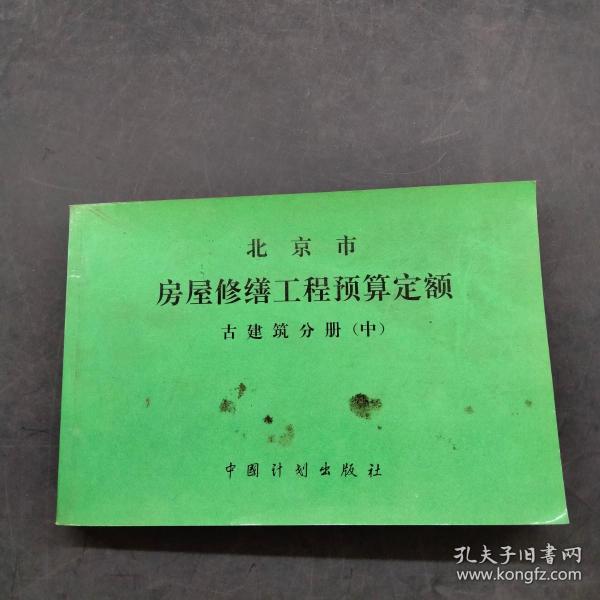 北京市
房屋修缮工程预算定额
古建筑分册(中)
中国计划出版社
孔夫子旧书网
www.kongfz.com